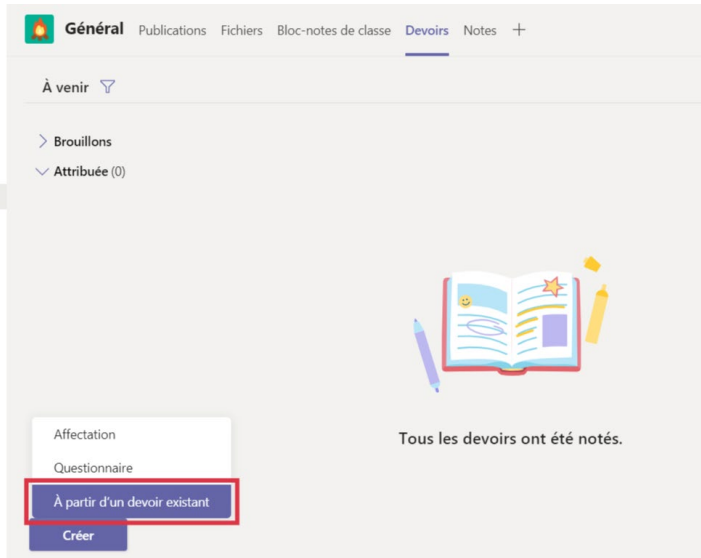 Général Publications Fichiers Bloc-notes de classe Devoirs Notes
À venir
Brouillons
Attribuée (0)
Tous les devoirs ont été notés.
Affectation
Questionnaire
À partir d'un devoir existant
Créer